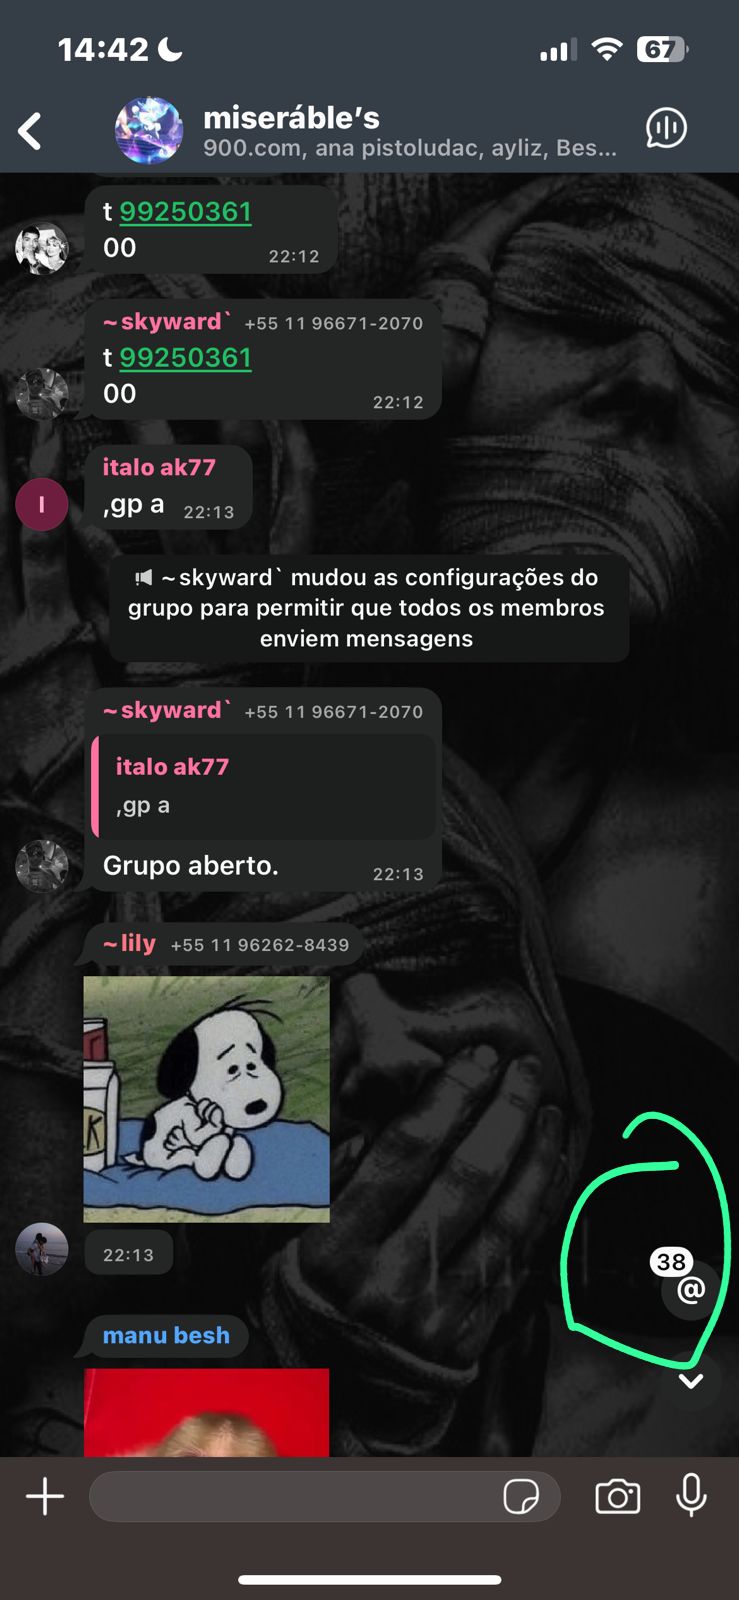 14:42
67
miseráble's
900.com, ana pistoludac, ayliz, Bes...
t 99250361
00
22:12
~skyward` +55 11 96671-2070
t 99250361
00
22:12
italo ak77
I
,gp a 22:13
~skyward` mudou as configurações do
grupo para permitir que todos os membros
enviem mensagens
~skyward` +55 11 96671-2070
italo ak77
,gp a
Grupo aberto.
22:13
~lily +55 11 96262-8439
K
22:13
38
@
manu besh